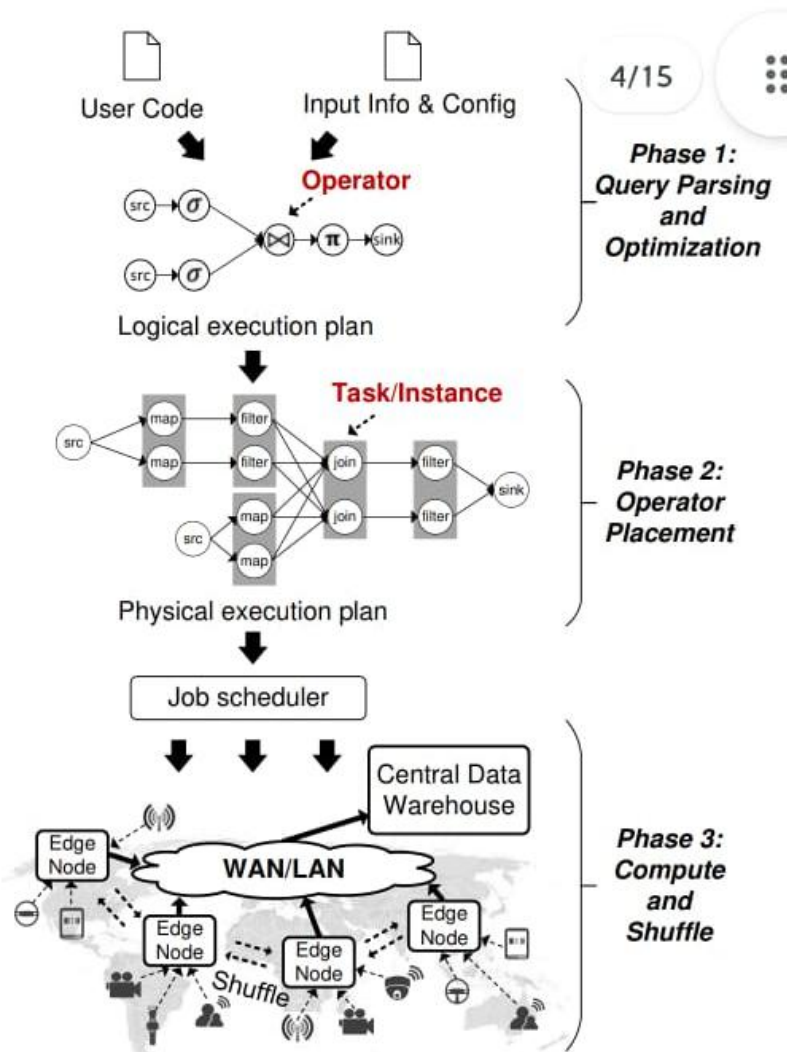 4/15
User Code
Input Info & Config
Phase 1:
Query Parsing
and
Optimization
Operator
src
σ
⋈
π
sink
src
σ
Logical execution plan
Task/Instance
src
map
filter
map
filter
join
filter
sink
src
map
join
filter
map
Phase 2:
Operator
Placement
Physical execution plan
Job scheduler
Central Data
Warehouse
Edge
Node
WAN/LAN
Edge
Node
Edge
Node
Edge
Node
Shuffle
Phase 3:
Compute
and
Shuffle